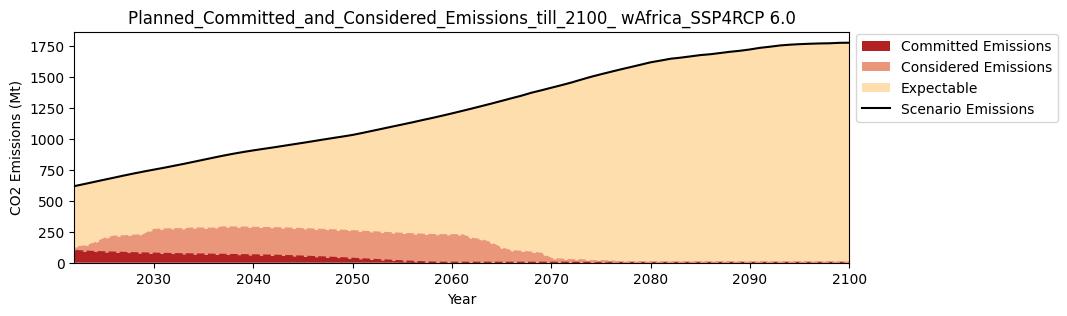 Planned_Committed_and_Considered_Emissions_till_2100_ wAfrica_SSP4RCP 6.0
CO2 Emissions (Mt)
1750
1500
1250
1000
750
500
250
0
2030 2040 2050 2060 2070 2080 2090 2100
Year
Committed Emissions
Considered Emissions
Expectable
Scenario Emissions